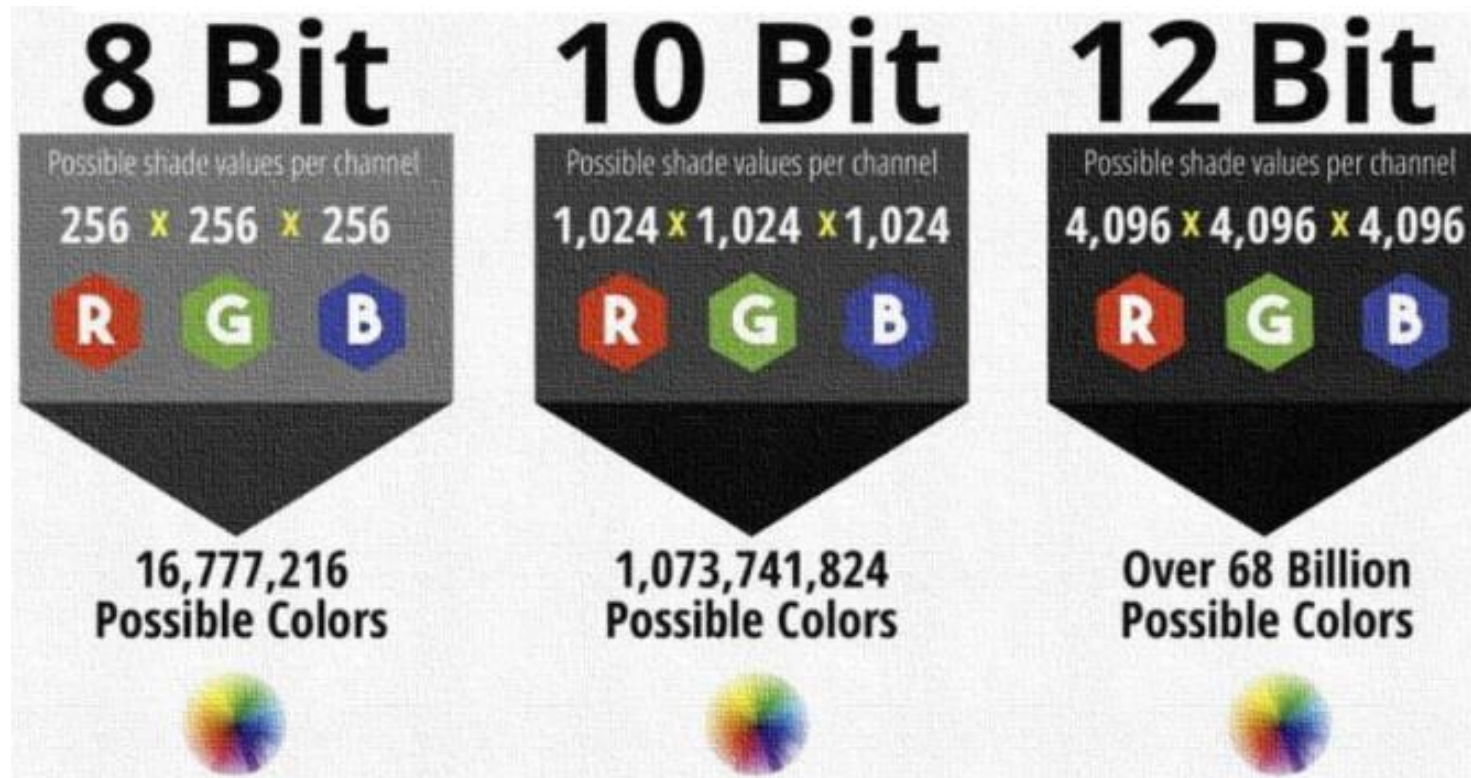 8 Bit
Possible shade values per channel
256 x 256 x 256
R G B
16,777,216
Possible Colors
10 Bit
Possible shade values per channel
1,024 x 1,024 x 1,024
R G B
1,073,741,824
Possible Colors
12 Bit
Possible shade values per channel
4,096 x 4,096 x 4,096
R G B
Over 68 Billion
Possible Colors